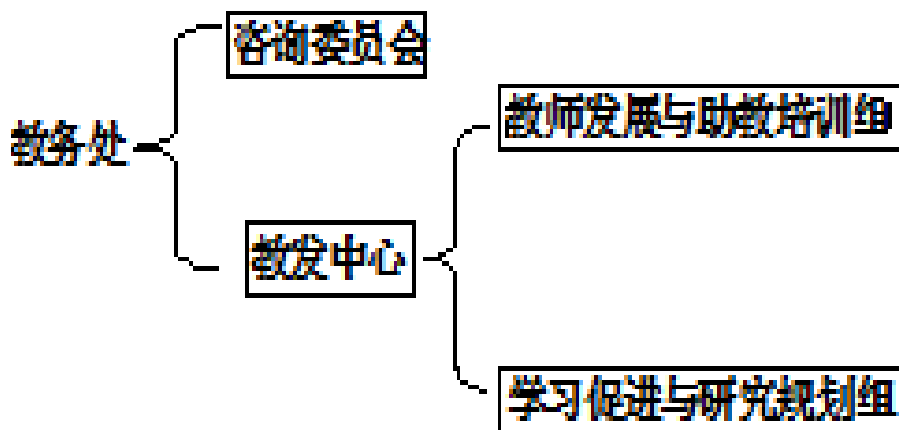 咨询委员会
教师发展与助教培训组
教务处
教发中心
学习促进与研究规划组